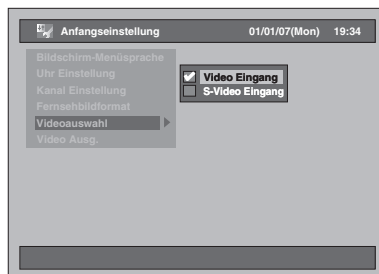 Anfangseinstellung 01/01/07(Mon) 19:34
Bildschirm-Menüsprache
Uhr Einstellung
Kanal Einstellung
Fernsehbildformat
Videoauswahl
Video Ausg.
Video Eingang
S-Video Eingang